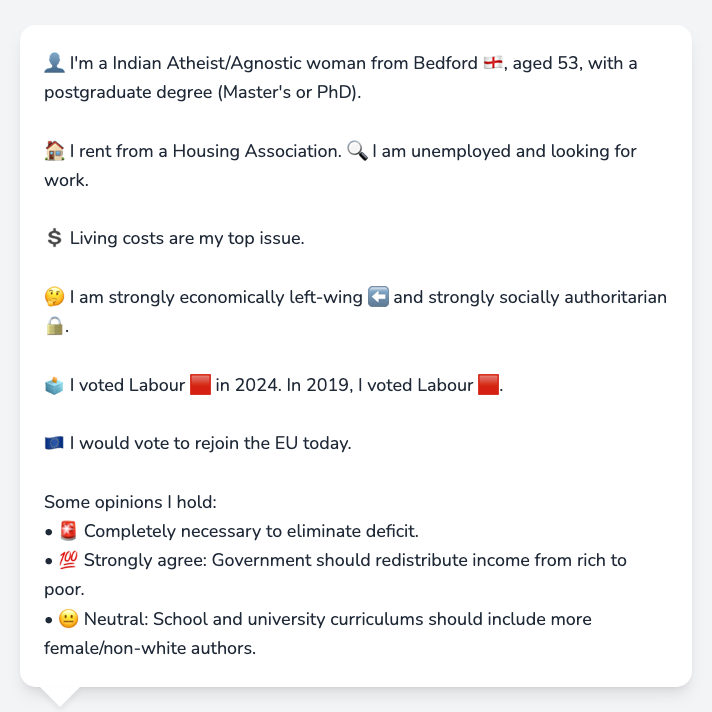 👤 I'm a Indian Atheist/Agnostic woman from Bedford 🏴󠁧󠁢󠁥󠁮󠁧󠁿, aged 53, with a
postgraduate degree (Master's or PhD).
🏠 I rent from a Housing Association. 🔍 I am unemployed and looking for
work.
💲 Living costs are my top issue.
🤔 I am strongly economically left-wing ⬅️ and strongly socially authoritarian
🔒.
🗳️ I voted Labour 🟥 in 2024. In 2019, I voted Labour 🟥.
🇪🇺 I would vote to rejoin the EU today.
Some opinions I hold:
• 🚨 Completely necessary to eliminate deficit.
• 💯 Strongly agree: Government should redistribute income from rich to
poor.
• 😐 Neutral: School and university curriculums should include more
female/non-white authors.